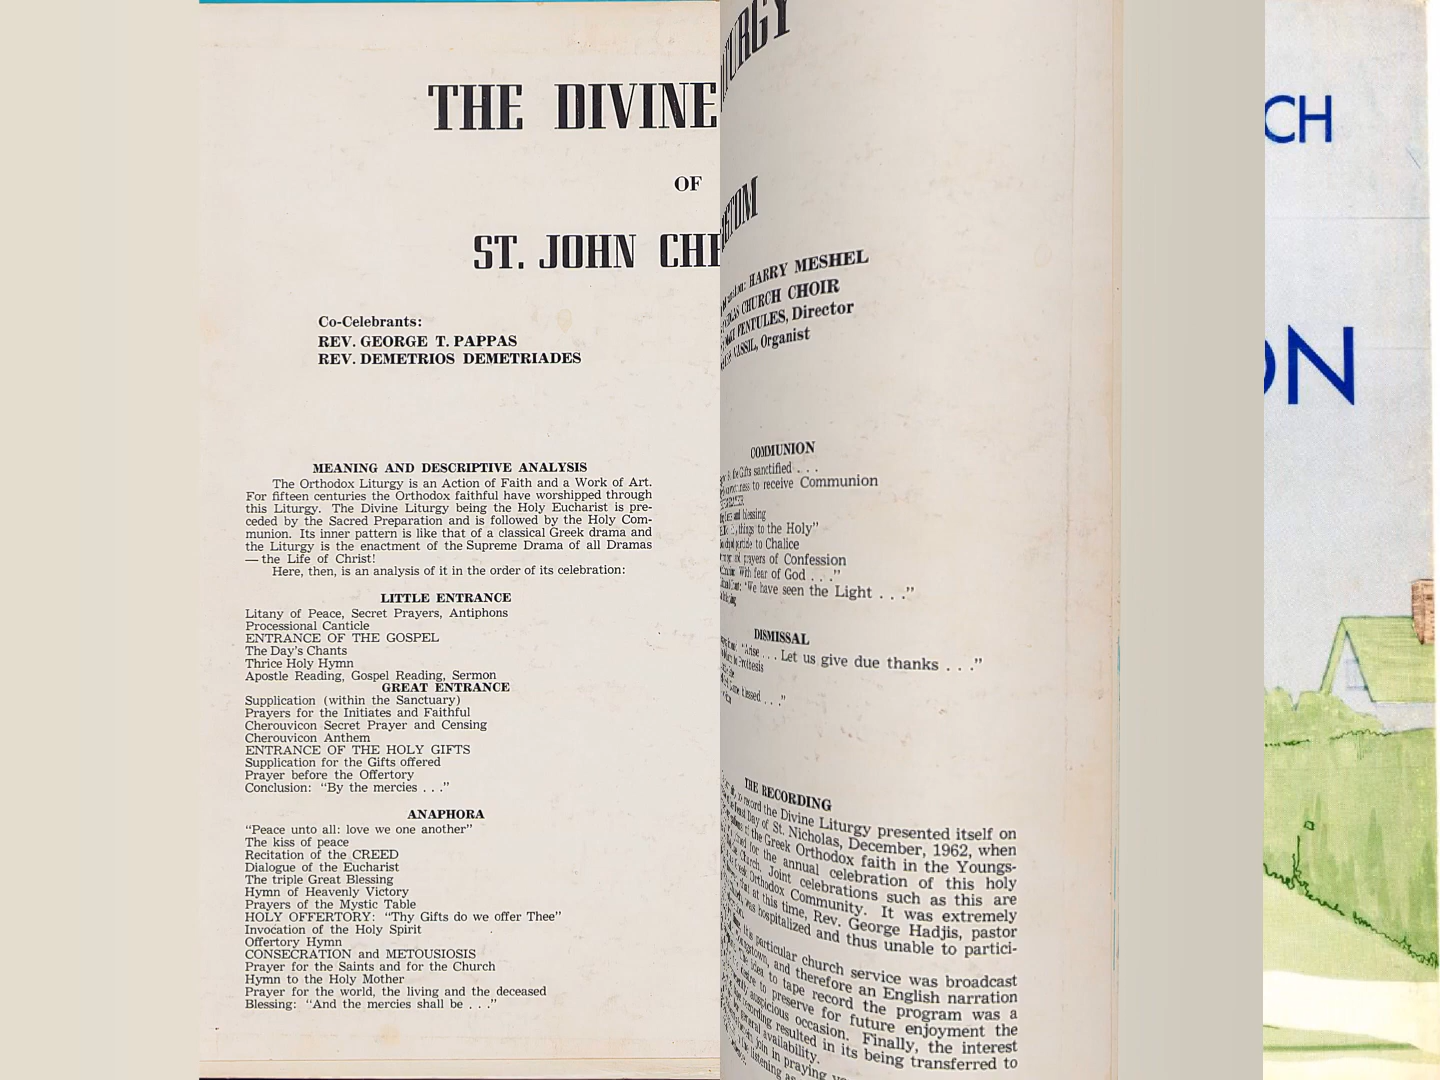 THE DIVINE
OF
ST. JOHN
Co-Celebrants:
REV. GEORGE T. PAPPAS
REV. DEMETRIOS DEMETRIADES
MEANING AND DESCRIPTIVE ANALYSIS
The Orthodox Liturgy is an Action of Faith and a Work of Art.
For fifteen centuries the Orthodox faithful have worshipped through
this Liturgy. The Divine Liturgy being the Holy Eucharist is pre-
ceded by the Sacred Preparation and is followed by the Holy Com-
munion. Its inner pattern is like that of a classical Greek drama and
the Liturgy is the enactment of the Supreme Drama of all Dramas
— the Life of Christ!
Here, then, is an analysis of it in the order of its celebration:
LITTLE ENTRANCE
Litany of Peace, Secret Prayers, Antiphons
Processional Canticle
ENTRANCE OF THE GOSPEL
The Day's Chants
Thrice Holy Hymn
Apostle Reading, Gospel Reading, Sermon
GREAT ENTRANCE
Supplication (within the Sanctuary)
Prayers for the Initiates and Faithful
Cherouvicon Secret Prayer and Censing
Cherouvicon Anthem
ENTRANCE OF THE HOLY GIFTS
Supplication for the Gifts offered
Prayer before the Offertory
Conclusion: "By the mercies . . ."
ANAPHORA
"Peace unto all: love we one another"
The kiss of peace
Recitation of the CREED
Dialogue of the Eucharist
The triple Great Blessing
Hymn of Heavenly Victory
Prayers of the Mystic Table
HOLY OFFERTORY: "Thy Gifts do we offer Thee"
Invocation of the Holy Spirit
Offertory Hymn
CONSECRATION and METOUSIOSIS
Prayer for the Saints and for the Church
Hymn to the Holy Mother
Prayer for the world, the living and the deceased
Blessing: "And the mercies shall be . . ."
HARRY MESHEL
CHURCH CHOIR
PENTULES, Director
VASSIL, Organist
COMMUNION
the Gifts sanctified . . .
to receive Communion
and blessing
things to the Holy"
to Chalice
prayers of Confession
With fear of God . . ."
"We have seen the Light . . ."
DISMISSAL
. . . Let us give due thanks . . ."
blessed . . ."
THE RECORDING
to record the Divine Liturgy presented itself on
Day of St. Nicholas, December, 1962, when
of the Greek Orthodox faith in the Youngs-
for the annual celebration of this holy
Church. Joint celebrations such as this are
Greek Orthodox Community. It was extremely
that at this time, Rev. George Hadjis, pastor
was hospitalized and thus unable to partici-
this particular church service was broadcast
and therefore an English narration
idea to tape record the program was a
desire to preserve for future enjoyment the
auspicious occasion. Finally, the interest
recording resulted in its being transferred to
for general availability.
join in praying
listening